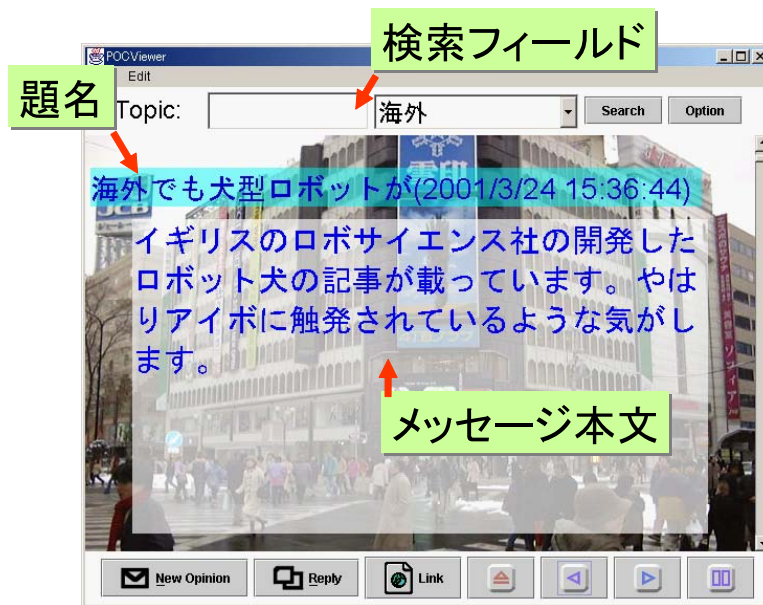 検索フィールド
POCViewer
Edit
題名
Topic:
海外
Search
Option
海外でも犬型ロボットが(2001/3/24 15:36:44)
雪印
JCB
イギリスのロボサイエンス社の開発した
ロボット犬の記事が載っています。やは
りアイボに触発されているような気がし
ます。
メッセージ本文
New Opinion
Reply
Link